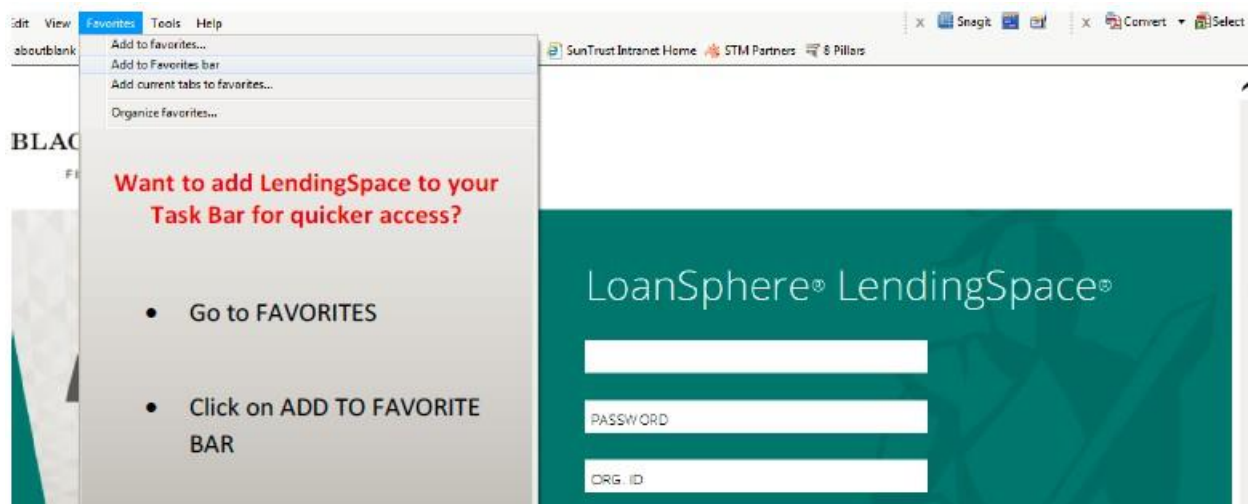 Edit View Favorites Tools Help
x Snagit x Convert Select
aboutblank
SunTrust Intranet Home STM Partners 8 Pillars
Add to favorites...
Add to Favorites bar
Add current tabs to favorites...
Organize favorites...
BLAC
FI
Want to add LendingSpace to your
Task Bar for quicker access?
• Go to FAVORITES
• Click on ADD TO FAVORITE
BAR
LoanSphere® LendingSpace®
PASSWORD
ORG. ID